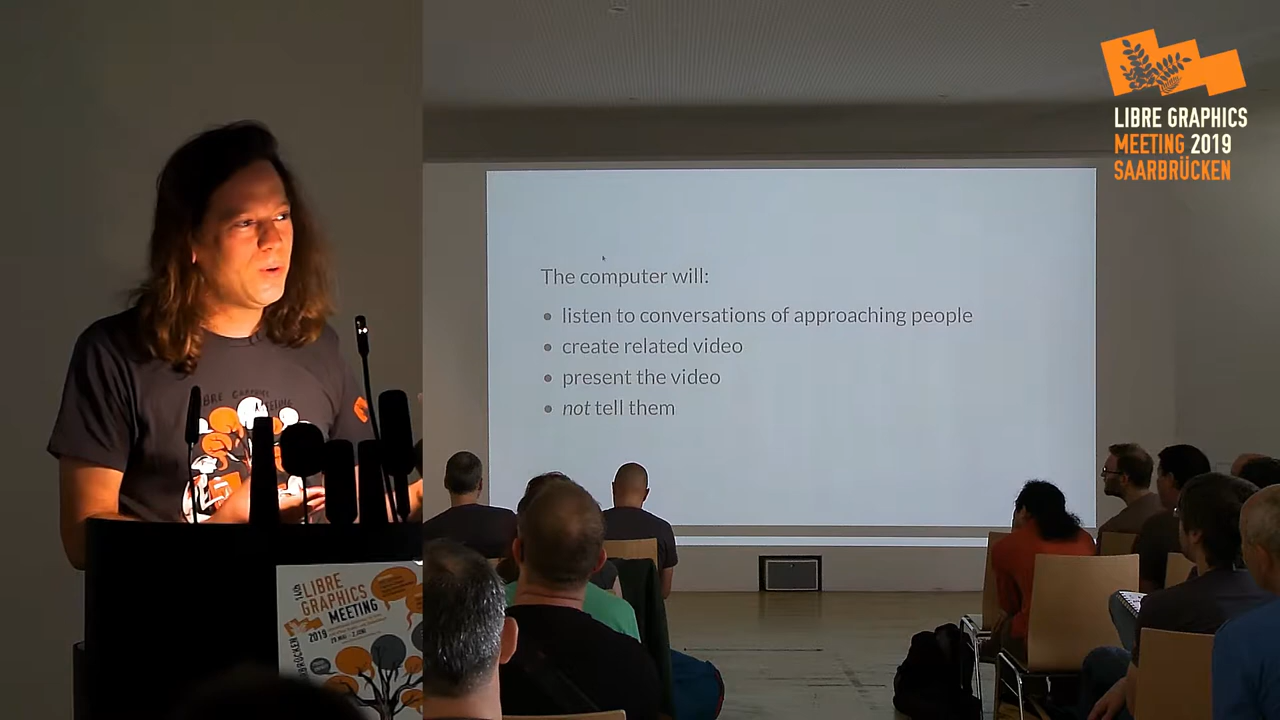 LIBRE GRAPHICS
MEETING 2019
SAARBRÜCKEN
The computer will:
• listen to conversations of approaching people
• create related video
• present the video
• not tell them
LIBRE
GRAPHICS
MEETING
2019